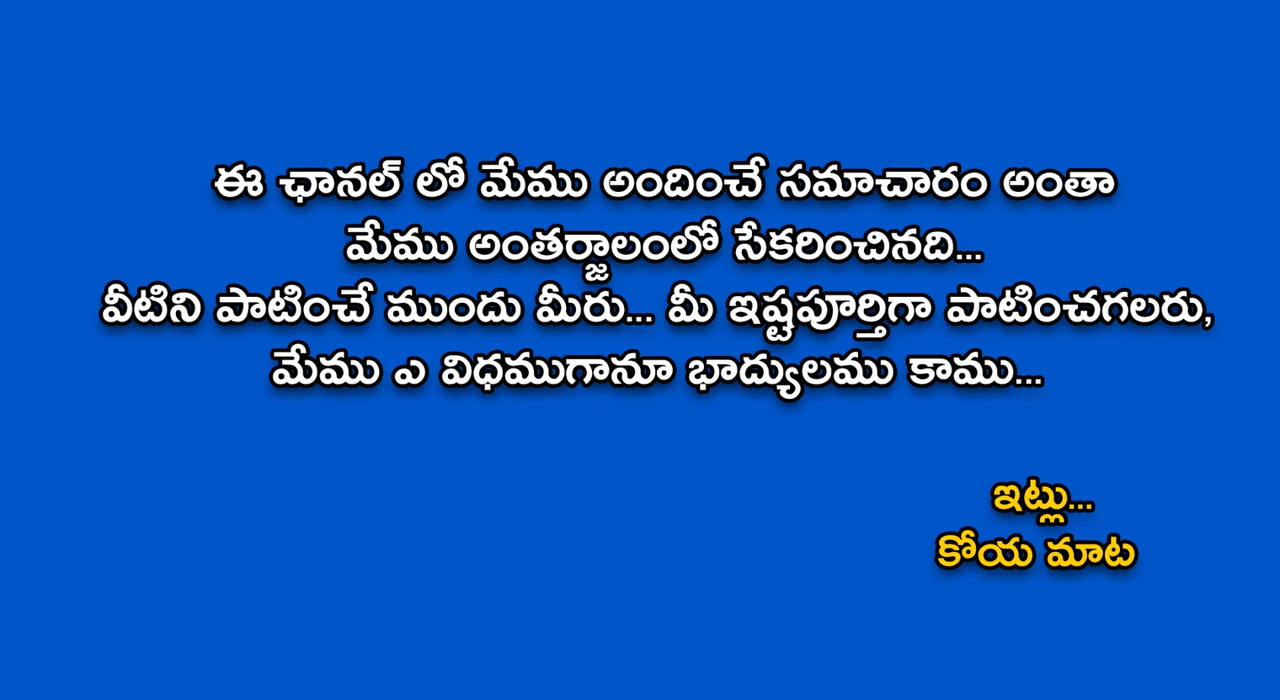 ఈ ఛానల్ లో మేము అందించే సమాచారం అంతా
మేము అంతర్జాలంలో సేకరించినది...
వీటిని పాటించే ముందు మీరు... మీ ఇష్టపూర్తిగా పాటించగలరు,
మేము ఎ విధముగానూ భాద్యులము కాము...
ఇట్లు...
కోయ మాట